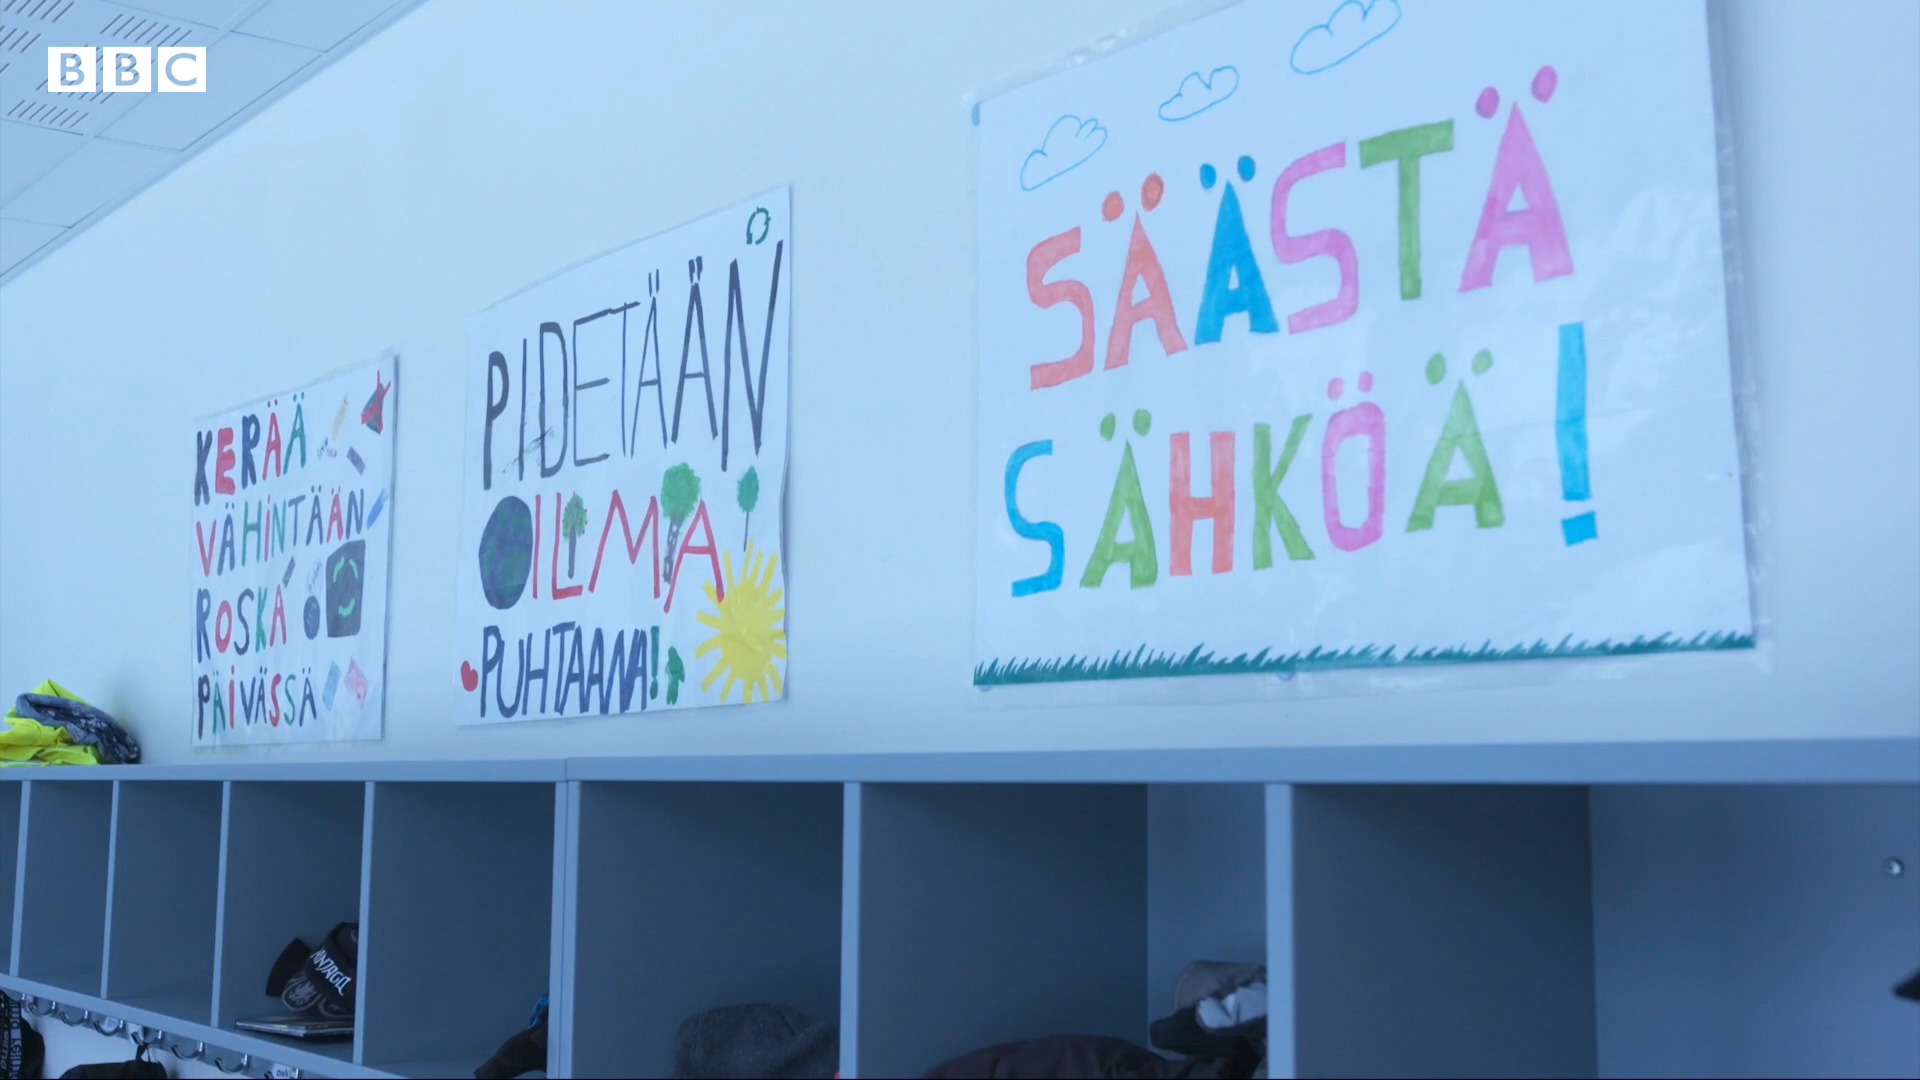 BBC
KERÄÄ
VÄHINTÄÄN
ROSKA
PÄIVÄSSÄ
PIDETÄÄN
ILMA
PUHTAANA!
SÄÄSTÄ
SÄHKÖÄ!